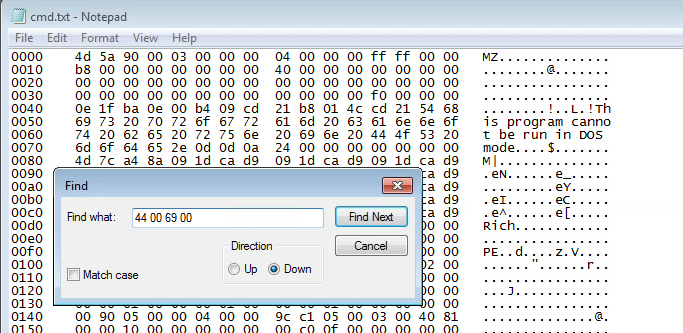 cmd.txt - Notepad
File Edit Format View Help
0000 4d 5a 90 00 03 00 00 00 04 00 00 00 ff ff 00 00 MZ..............
0010 b8 00 00 00 00 00 00 00 40 00 00 00 00 00 00 00 ........@.......
0020 00 00 00 00 00 00 00 00 00 00 00 00 00 00 00 00 ................
0030 00 00 00 00 00 00 00 00 00 00 00 00 f0 00 00 00 ................
0040 0e 1f ba 0e 00 b4 09 cd 21 b8 01 4c cd 21 54 68 ........!..L.!Th
0050 69 73 20 70 72 6f 67 72 61 6d 20 63 61 6e 6e 6f is program canno
0060 74 20 62 65 20 72 75 6e 20 69 6e 20 44 4f 53 20 t be run in DOS
0070 6d 6f 64 65 2e 0d 0d 0a 24 00 00 00 00 00 00 00 mode....$.......
0080 4d 7c a4 8a 09 1d ca d9 09 1d ca d9 09 1d ca d9 M|..............
0090 ca d9 .eN.....e_......
00a0 ca d9 ........eY......
00b0 ca d9 .eI.....eC......
00c0 ca d9 .e^.....e[......
00d0 00 00 Rich............
00e0 00 00 ................
00f0 00 00 PE..d....z.V....
0100 02 00
0110 00 00 ................
0120 00 00
0130 00 00 ................
0140 00 90 05 00 00 04 00 00 9c c1 05 00 03 00 40 81 ..............@.
Find
Find what: 44 00 69 00 Find Next
Direction Cancel
Match case Up Down